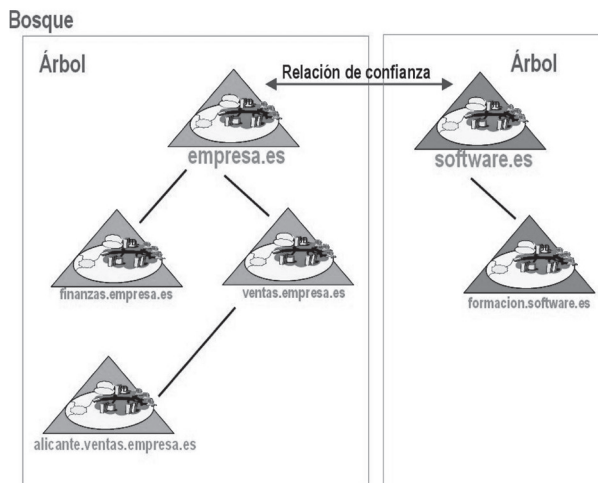 Bosque
Árbol
Relación de confianza
Árbol
empresa.es
software.es
finanzas.empresa.es
ventas.empresa.es
formacion.software.es
alicante.ventas.empresa.es